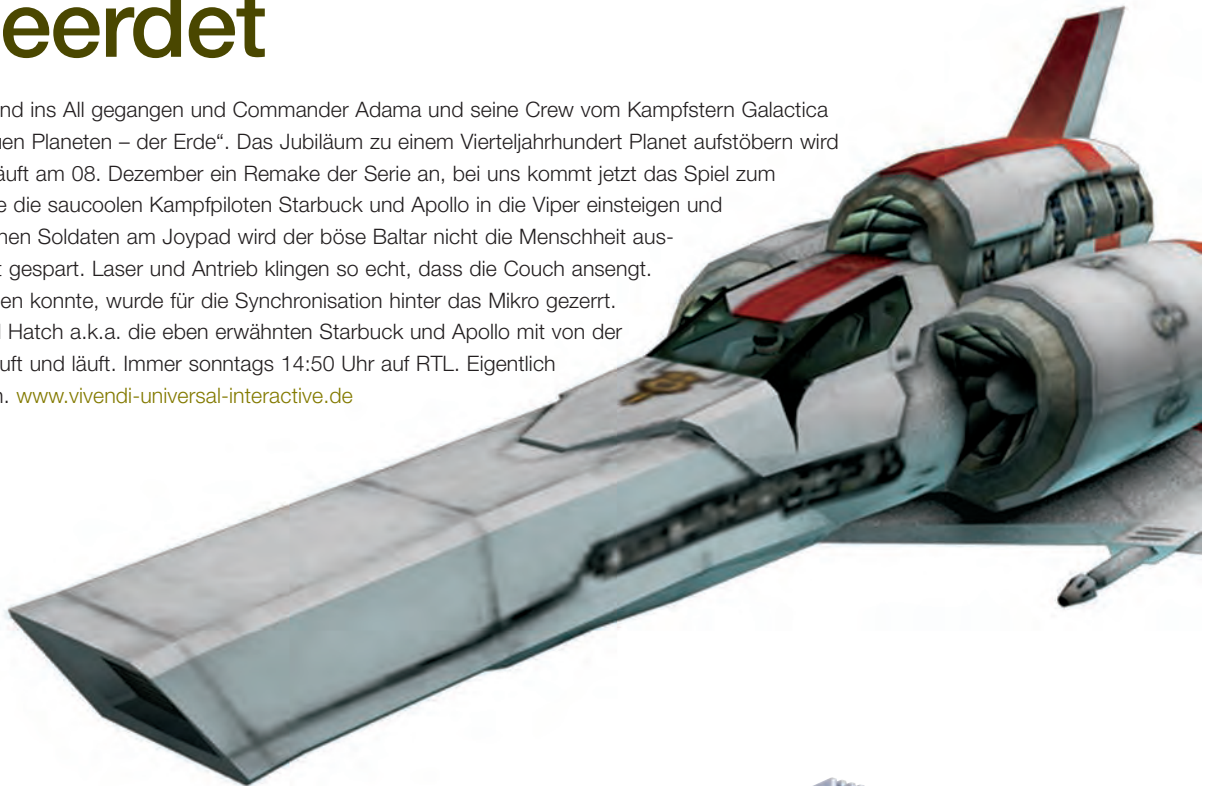 eerdet
nd ins All gegangen und Commander Adama und seine Crew vom Kampfstern Galactica
en Planeten – der Erde“. Das Jubiläum zu einem Vierteljahrhundert Planet aufstöbern wird
äuft am 08. Dezember ein Remake der Serie an, bei uns kommt jetzt das Spiel zum
e die saucoolen Kampfpiloten Starbuck und Apollo in die Viper einsteigen und
nen Soldaten am Joypad wird der böse Baltar nicht die Menschheit aus-
t gespart. Laser und Antrieb klingen so echt, dass die Couch ansengt.
en konnte, wurde für die Synchronisation hinter das Mikro gezerrt.
Hatch a.k.a. die eben erwähnten Starbuck und Apollo mit von der
uft und läuft. Immer sonntags 14:50 Uhr auf RTL. Eigentlich
. www.vivendi-universal-interactive.de